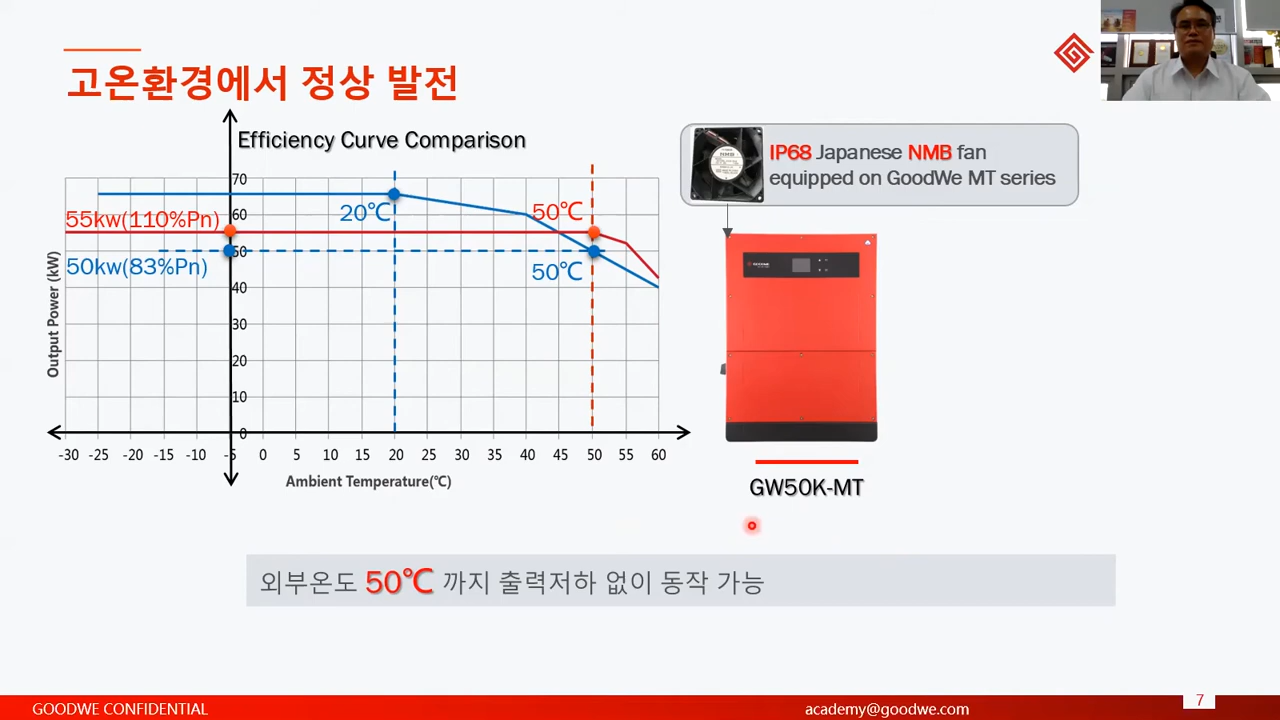 고온환경에서 정상 발전
Efficiency Curve Comparison
IP68 Japanese NMB fan
equipped on GoodWe MT series
70
60
50
40
30
20
10
0
55kw(110%Pn)
50kw(83%Pn)
20℃
50℃
50℃
Output Power (kW)
-30 -25 -20 -15 -10 -5 0 5 10 15 20 25 30 35 40 45 50 55 60
Ambient Temperature(℃)
GW50K-MT
외부온도 50℃ 까지 출력저하 없이 동작 가능
GOODWE CONFIDENTIAL
academy@goodwe.com
7